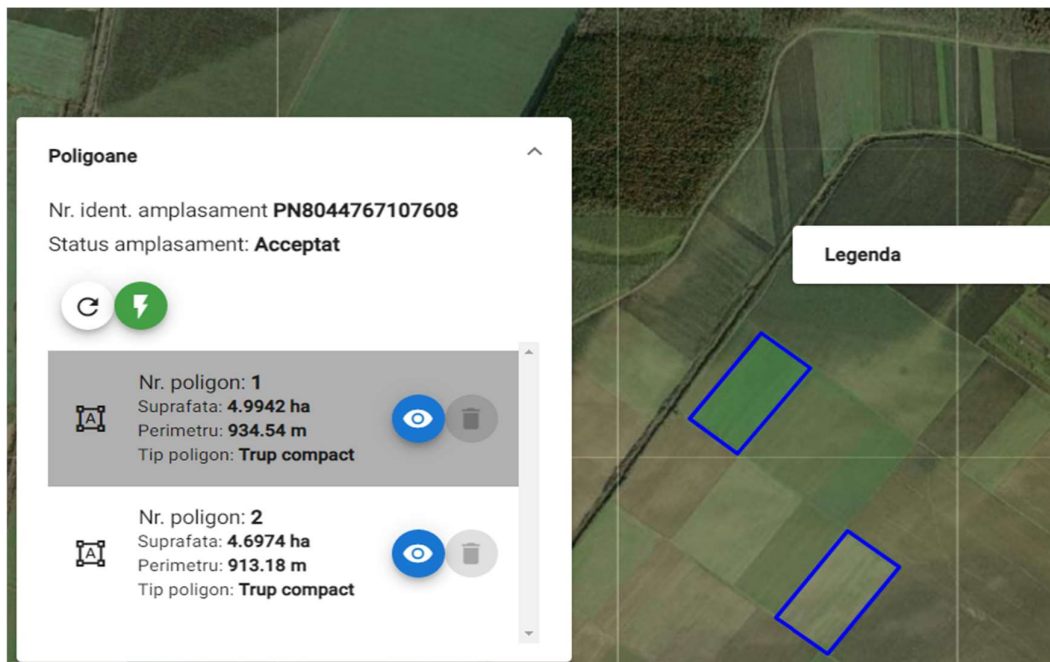 Poligoane
Nr. ident. amplasament PN8044767107608
Status amplasament: Acceptat
Legenda
Nr. poligon: 1
Suprafata: 4.9942 ha
Perimetru: 934.54 m
Tip poligon: Trup compact
Nr. poligon: 2
Suprafata: 4.6974 ha
Perimetru: 913.18 m
Tip poligon: Trup compact